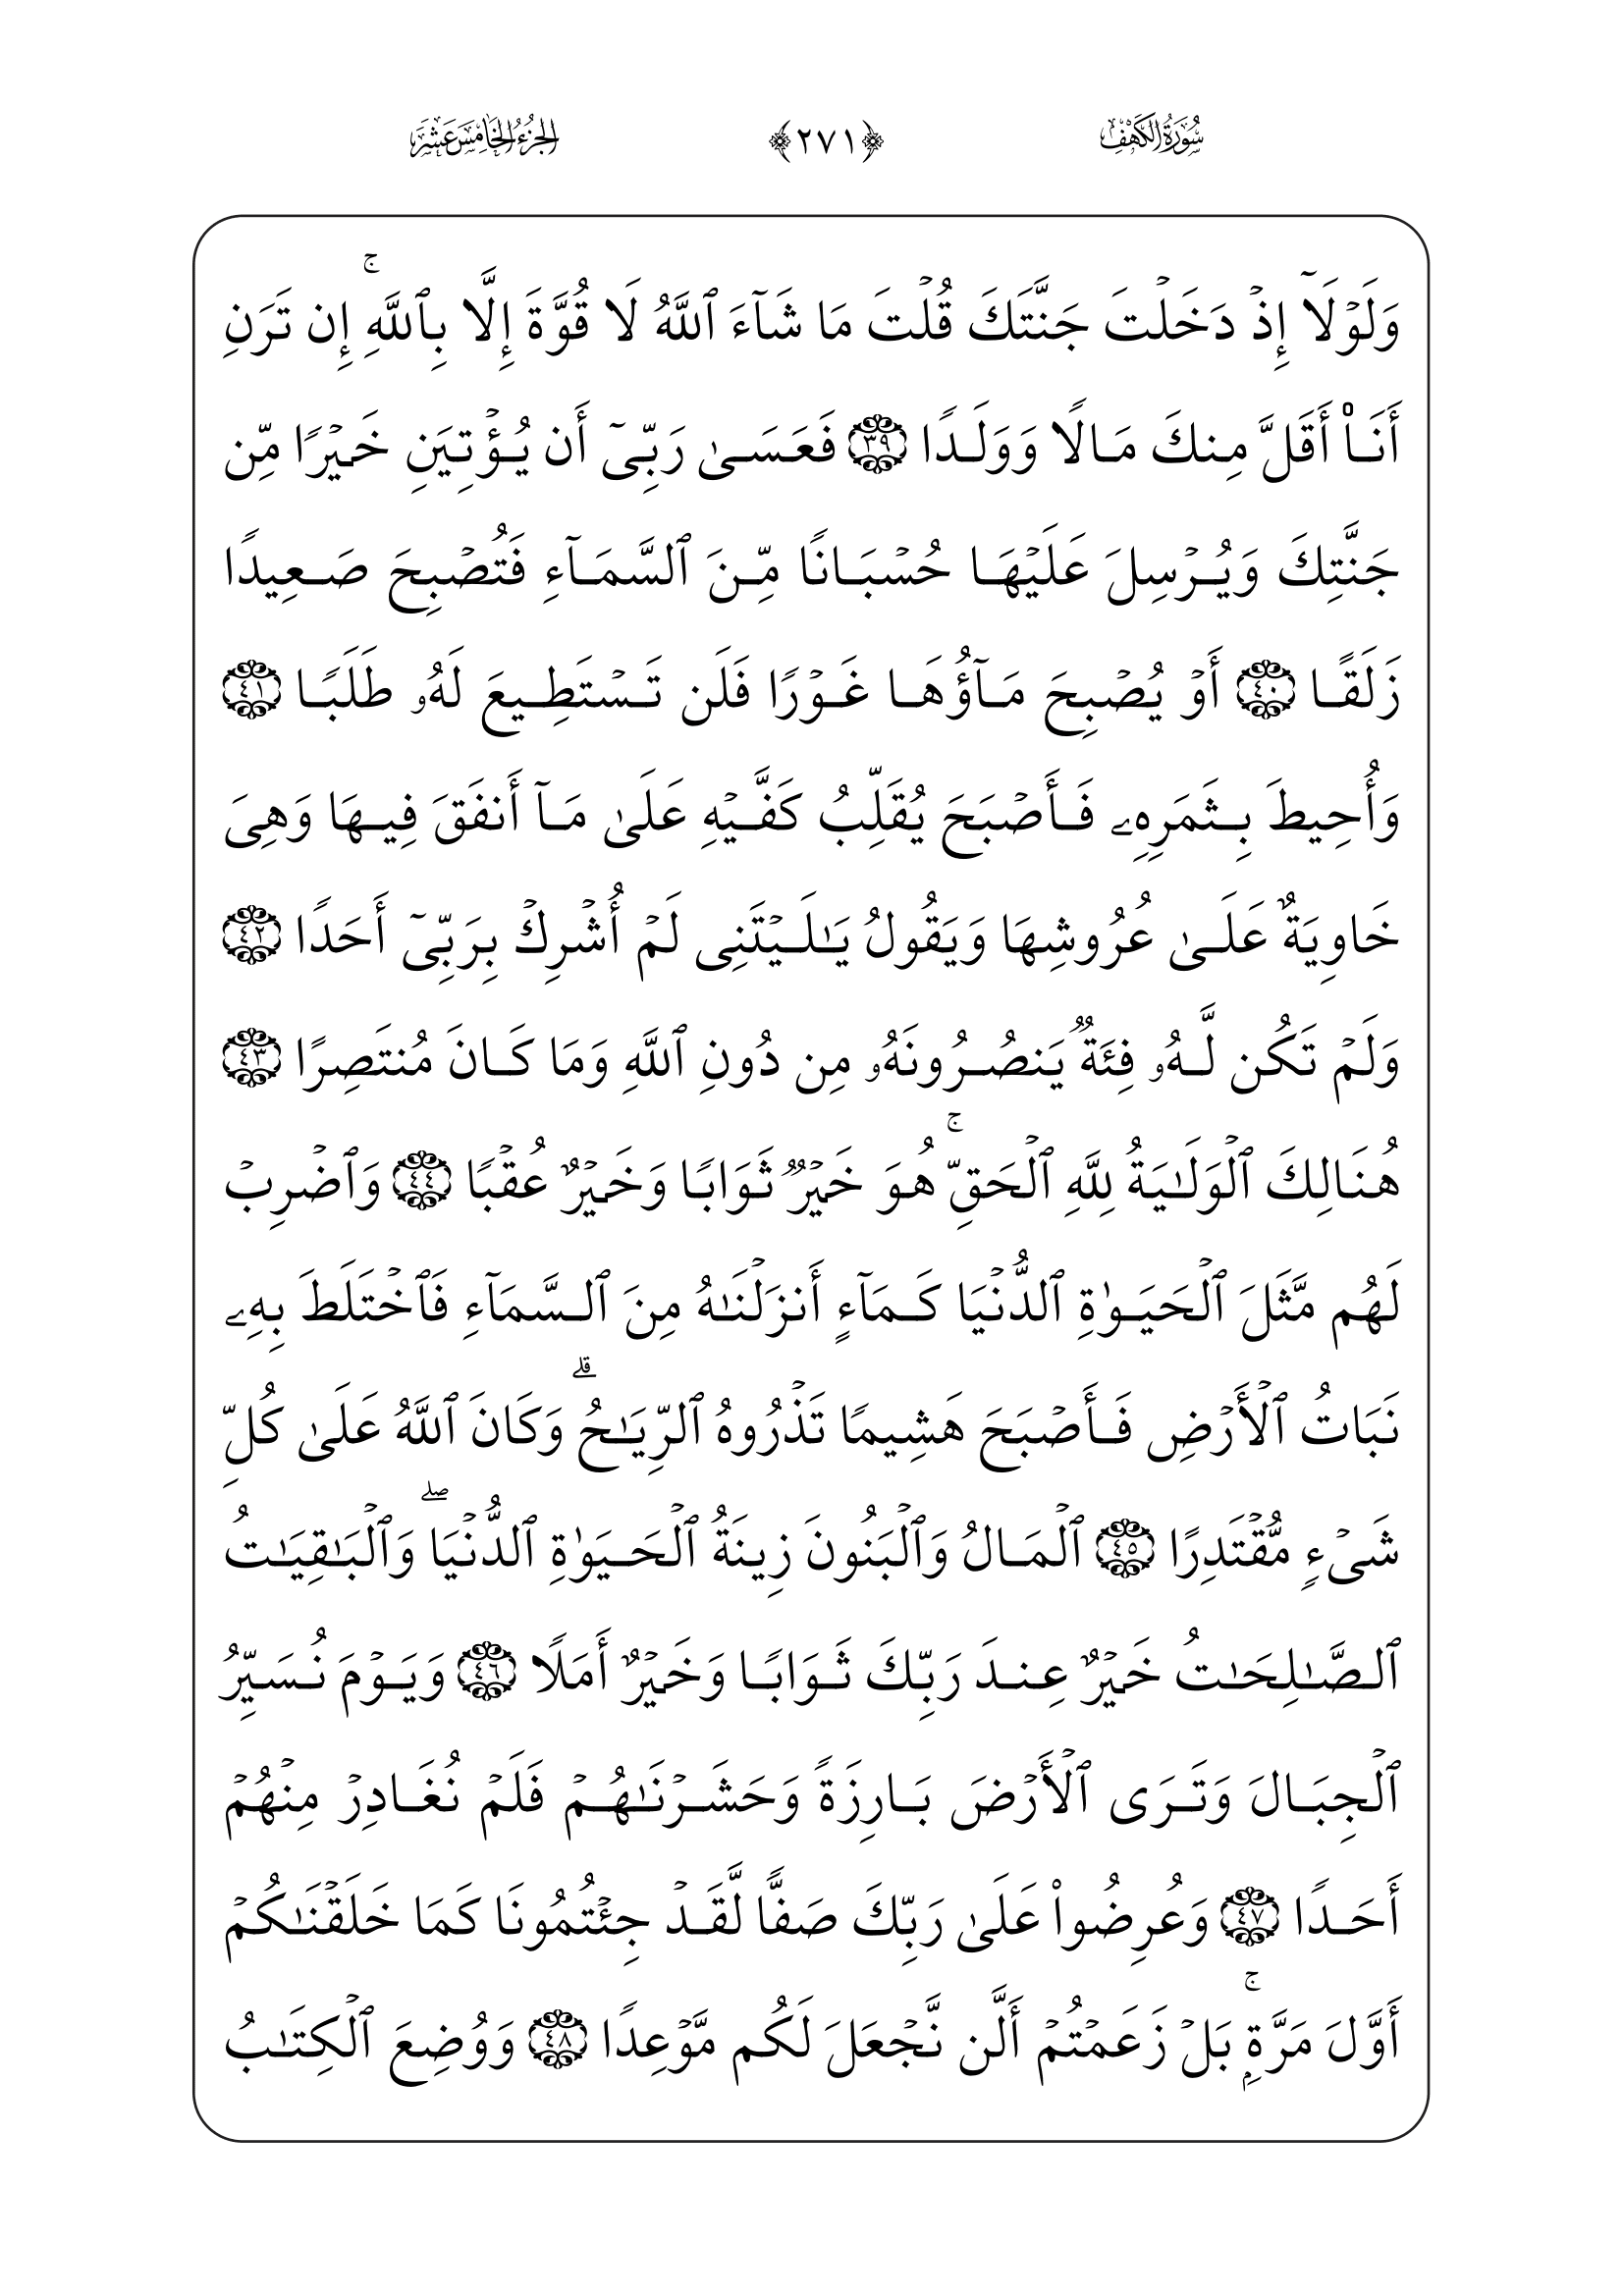 سُورَةُ الكَهْفِ ﴿٢٧١﴾ الجُزْءُ الخَامِسَ عَشَرَ
وَلَوۡلَآ إِذۡ دَخَلۡتَ جَنَّتَكَ قُلۡتَ مَا شَآءَ ٱللَّهُ لَا قُوَّةَ إِلَّا بِٱللَّهِۚ إِن تَرَنِ
أَنَا۠ أَقَلَّ مِنكَ مَالًا وَوَلَدًا ٣٩ فَعَسَىٰ رَبِّىٓ أَن يُؤۡتِيَنِ خَيۡرًا مِّن
جَنَّتِكَ وَيُرۡسِلَ عَلَيۡهَا حُسۡبَانًا مِّنَ ٱلسَّمَآءِ فَتُصۡبِحَ صَعِيدًا
زَلَقًا ٤٠ أَوۡ يُصۡبِحَ مَآؤُهَا غَوۡرًا فَلَن تَسۡتَطِيعَ لَهُۥ طَلَبًا ٤١
وَأُحِيطَ بِثَمَرِهِۦ فَأَصۡبَحَ يُقَلِّبُ كَفَّيۡهِ عَلَىٰ مَآ أَنفَقَ فِيهَا وَهِىَ
خَاوِيَةٌ عَلَىٰ عُرُوشِهَا وَيَقُولُ يَـٰلَيۡتَنِى لَمۡ أُشۡرِكۡ بِرَبِّىٓ أَحَدًا ٤٢
وَلَمۡ تَكُن لَّهُۥ فِئَةٌ يَنصُرُونَهُۥ مِن دُونِ ٱللَّهِ وَمَا كَانَ مُنتَصِرًا ٤٣
هُنَالِكَ ٱلۡوَلَـٰيَةُ لِلَّهِ ٱلۡحَقِّۚ هُوَ خَيۡرٌ ثَوَابًا وَخَيۡرٌ عُقۡبًا ٤٤ وَٱضۡرِبۡ
لَهُم مَّثَلَ ٱلۡحَيَوٰةِ ٱلدُّنۡيَا كَمَآءٍ أَنزَلۡنَـٰهُ مِنَ ٱلسَّمَآءِ فَٱخۡتَلَطَ بِهِۦ
نَبَاتُ ٱلۡأَرۡضِ فَأَصۡبَحَ هَشِيمًا تَذۡرُوهُ ٱلرِّيَـٰحُۗ وَكَانَ ٱللَّهُ عَلَىٰ كُلِّ
شَىۡءٍ مُّقۡتَدِرًا ٤٥ ٱلۡمَالُ وَٱلۡبَنُونَ زِينَةُ ٱلۡحَيَوٰةِ ٱلدُّنۡيَاۖ وَٱلۡبَـٰقِيَـٰتُ
ٱلصَّـٰلِحَـٰتُ خَيۡرٌ عِندَ رَبِّكَ ثَوَابًا وَخَيۡرٌ أَمَلًا ٤٦ وَيَوۡمَ نُسَيِّرُ
ٱلۡجِبَالَ وَتَرَى ٱلۡأَرۡضَ بَارِزَةً وَحَشَرۡنَـٰهُمۡ فَلَمۡ نُغَادِرۡ مِنۡهُمۡ
أَحَدًا ٤٧ وَعُرِضُوا۟ عَلَىٰ رَبِّكَ صَفًّا لَّقَدۡ جِئۡتُمُونَا كَمَا خَلَقۡنَـٰكُمۡ
أَوَّلَ مَرَّةِۭۚ بَلۡ زَعَمۡتُمۡ أَلَّن نَّجۡعَلَ لَكُم مَّوۡعِدًا ٤٨ وَوُضِعَ ٱلۡكِتَـٰبُ